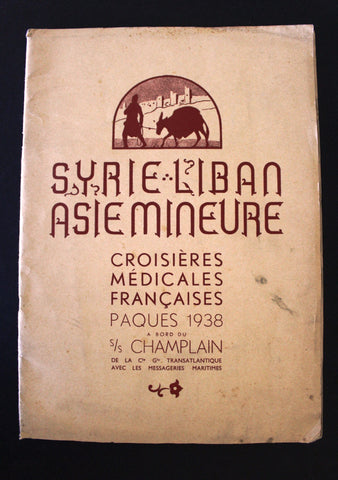 SYRIE·LIBAN
ASIE MINEURE
CROISIÈRES
MÉDICALES
FRANÇAISES
PAQUES 1938
A BORD DU
S/S CHAMPLAIN
DE LA Cie Gle. TRANSATLANTIQUE
AVEC LES MESSAGERIES MARITIMES